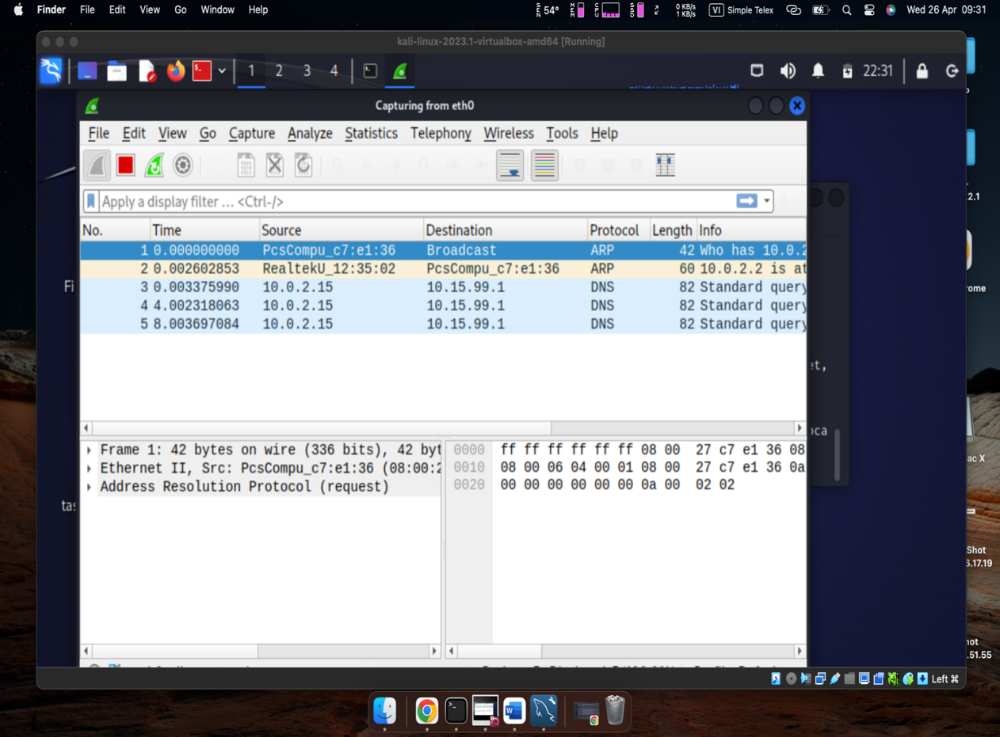 Finder File Edit View Go Window Help SEN 54° MEM CPU SSD 0 KB/s 1 KB/s VI Simple Telex Wed 26 Apr 09:31
kali-linux-2023.1-virtualbox-amd64 [Running]
1 2 3 4 22:31
Capturing from eth0
File Edit View Go Capture Analyze Statistics Telephony Wireless Tools Help
Apply a display filter ... <Ctrl-/>
No. Time Source Destination Protocol Length Info
1 0.000000000 PcsCompu_c7:e1:36 Broadcast ARP 42 Who has 10.0.2
2 0.002602853 RealtekU_12:35:02 PcsCompu_c7:e1:36 ARP 60 10.0.2.2 is at
3 0.003375990 10.0.2.15 10.15.99.1 DNS 82 Standard query
4 4.002318063 10.0.2.15 10.15.99.1 DNS 82 Standard query
5 8.003697084 10.0.2.15 10.15.99.1 DNS 82 Standard query
Frame 1: 42 bytes on wire (336 bits), 42 byt
Ethernet II, Src: PcsCompu_c7:e1:36 (08:00:2
Address Resolution Protocol (request)
0000 ff ff ff ff ff ff 08 00 27 c7 e1 36 08
0010 08 00 06 04 00 01 08 00 27 c7 e1 36 0a
0020 00 00 00 00 00 00 0a 00 02 02
Fi
tas
et,
oca
2.1
ome
ac X
Shot
6.17.19
hot
.51.55
Left ⌘